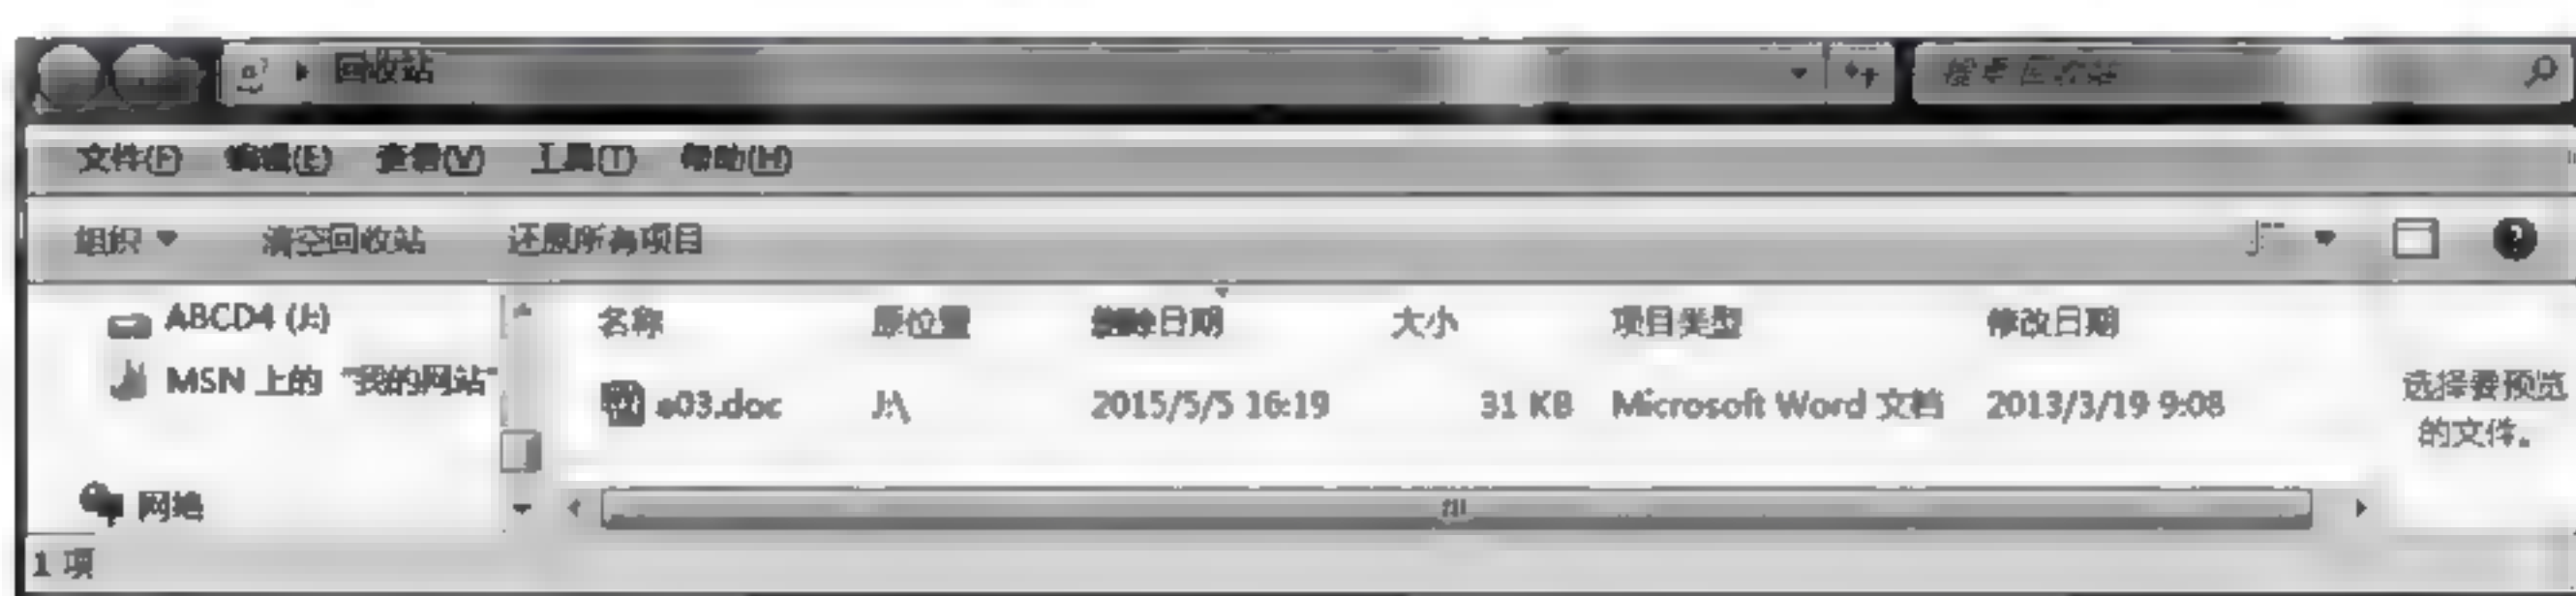 回收站 搜索 回收站
文件(F) 编辑(E) 查看(V) 工具(T) 帮助(H)
组织 清空回收站 还原所有项目
ABCD4 (J:)
MSN 上的 "我的网站"
网络
名称 原位置 删除日期 大小 项目类型 修改日期
a03.doc J:\ 2015/5/5 16:19 31 KB Microsoft Word 文档 2013/3/19 9:08
选择要预览
的文件。
1 项